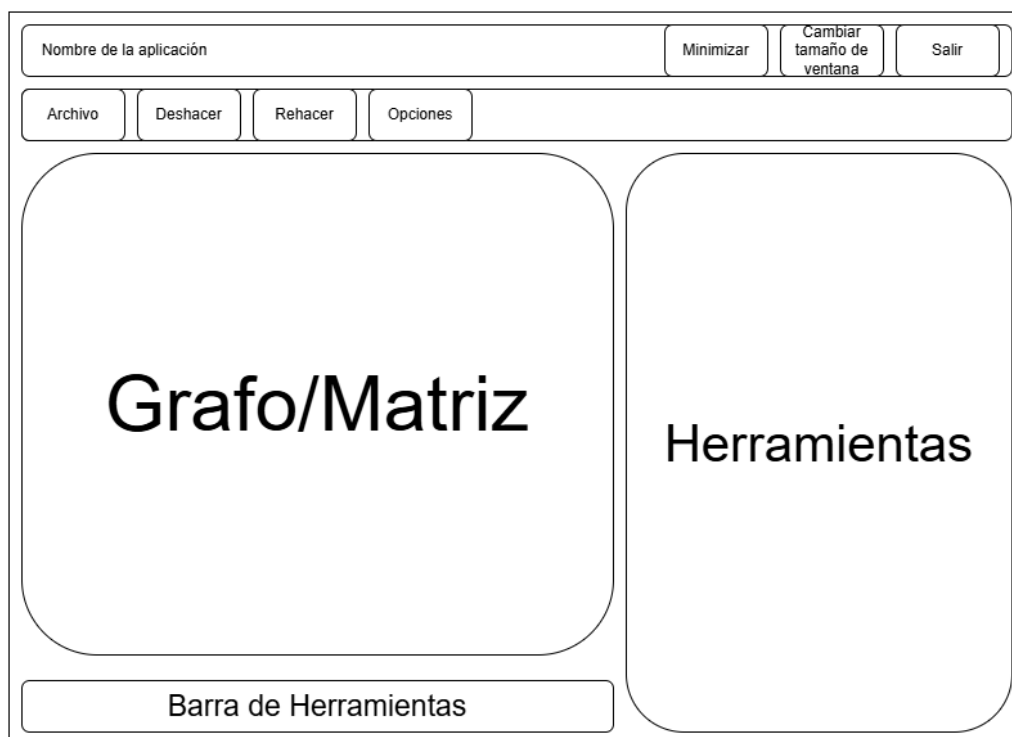 Nombre de la aplicación
Minimizar
Cambiar
tamaño de
ventana
Salir
Archivo
Deshacer
Rehacer
Opciones
Grafo/Matriz
Herramientas
Barra de Herramientas